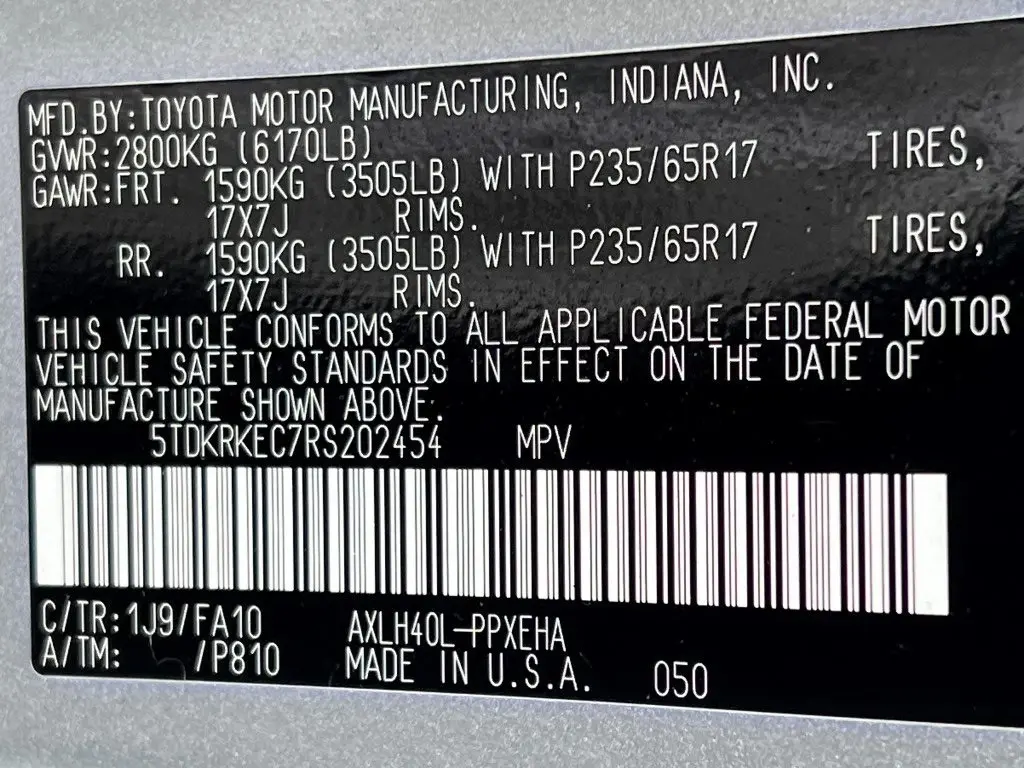 MFD.BY:TOYOTA MOTOR MANUFACTURING, INDIANA, INC.
GVWR:2800KG (6170LB)
GAWR:FRT. 1590KG (3505LB) WITH P235/65R17 TIRES,
17X7J RIMS.
RR. 1590KG (3505LB) WITH P235/65R17 TIRES,
17X7J RIMS.
THIS VEHICLE CONFORMS TO ALL APPLICABLE FEDERAL MOTOR
VEHICLE SAFETY STANDARDS IN EFFECT ON THE DATE OF
MANUFACTURE SHOWN ABOVE.
5TDKRKEC7RS202454 MPV
C/TR:1J9/FA10 AXLH40L-PPXEHA
A/TM: /P810 MADE IN U.S.A. 050